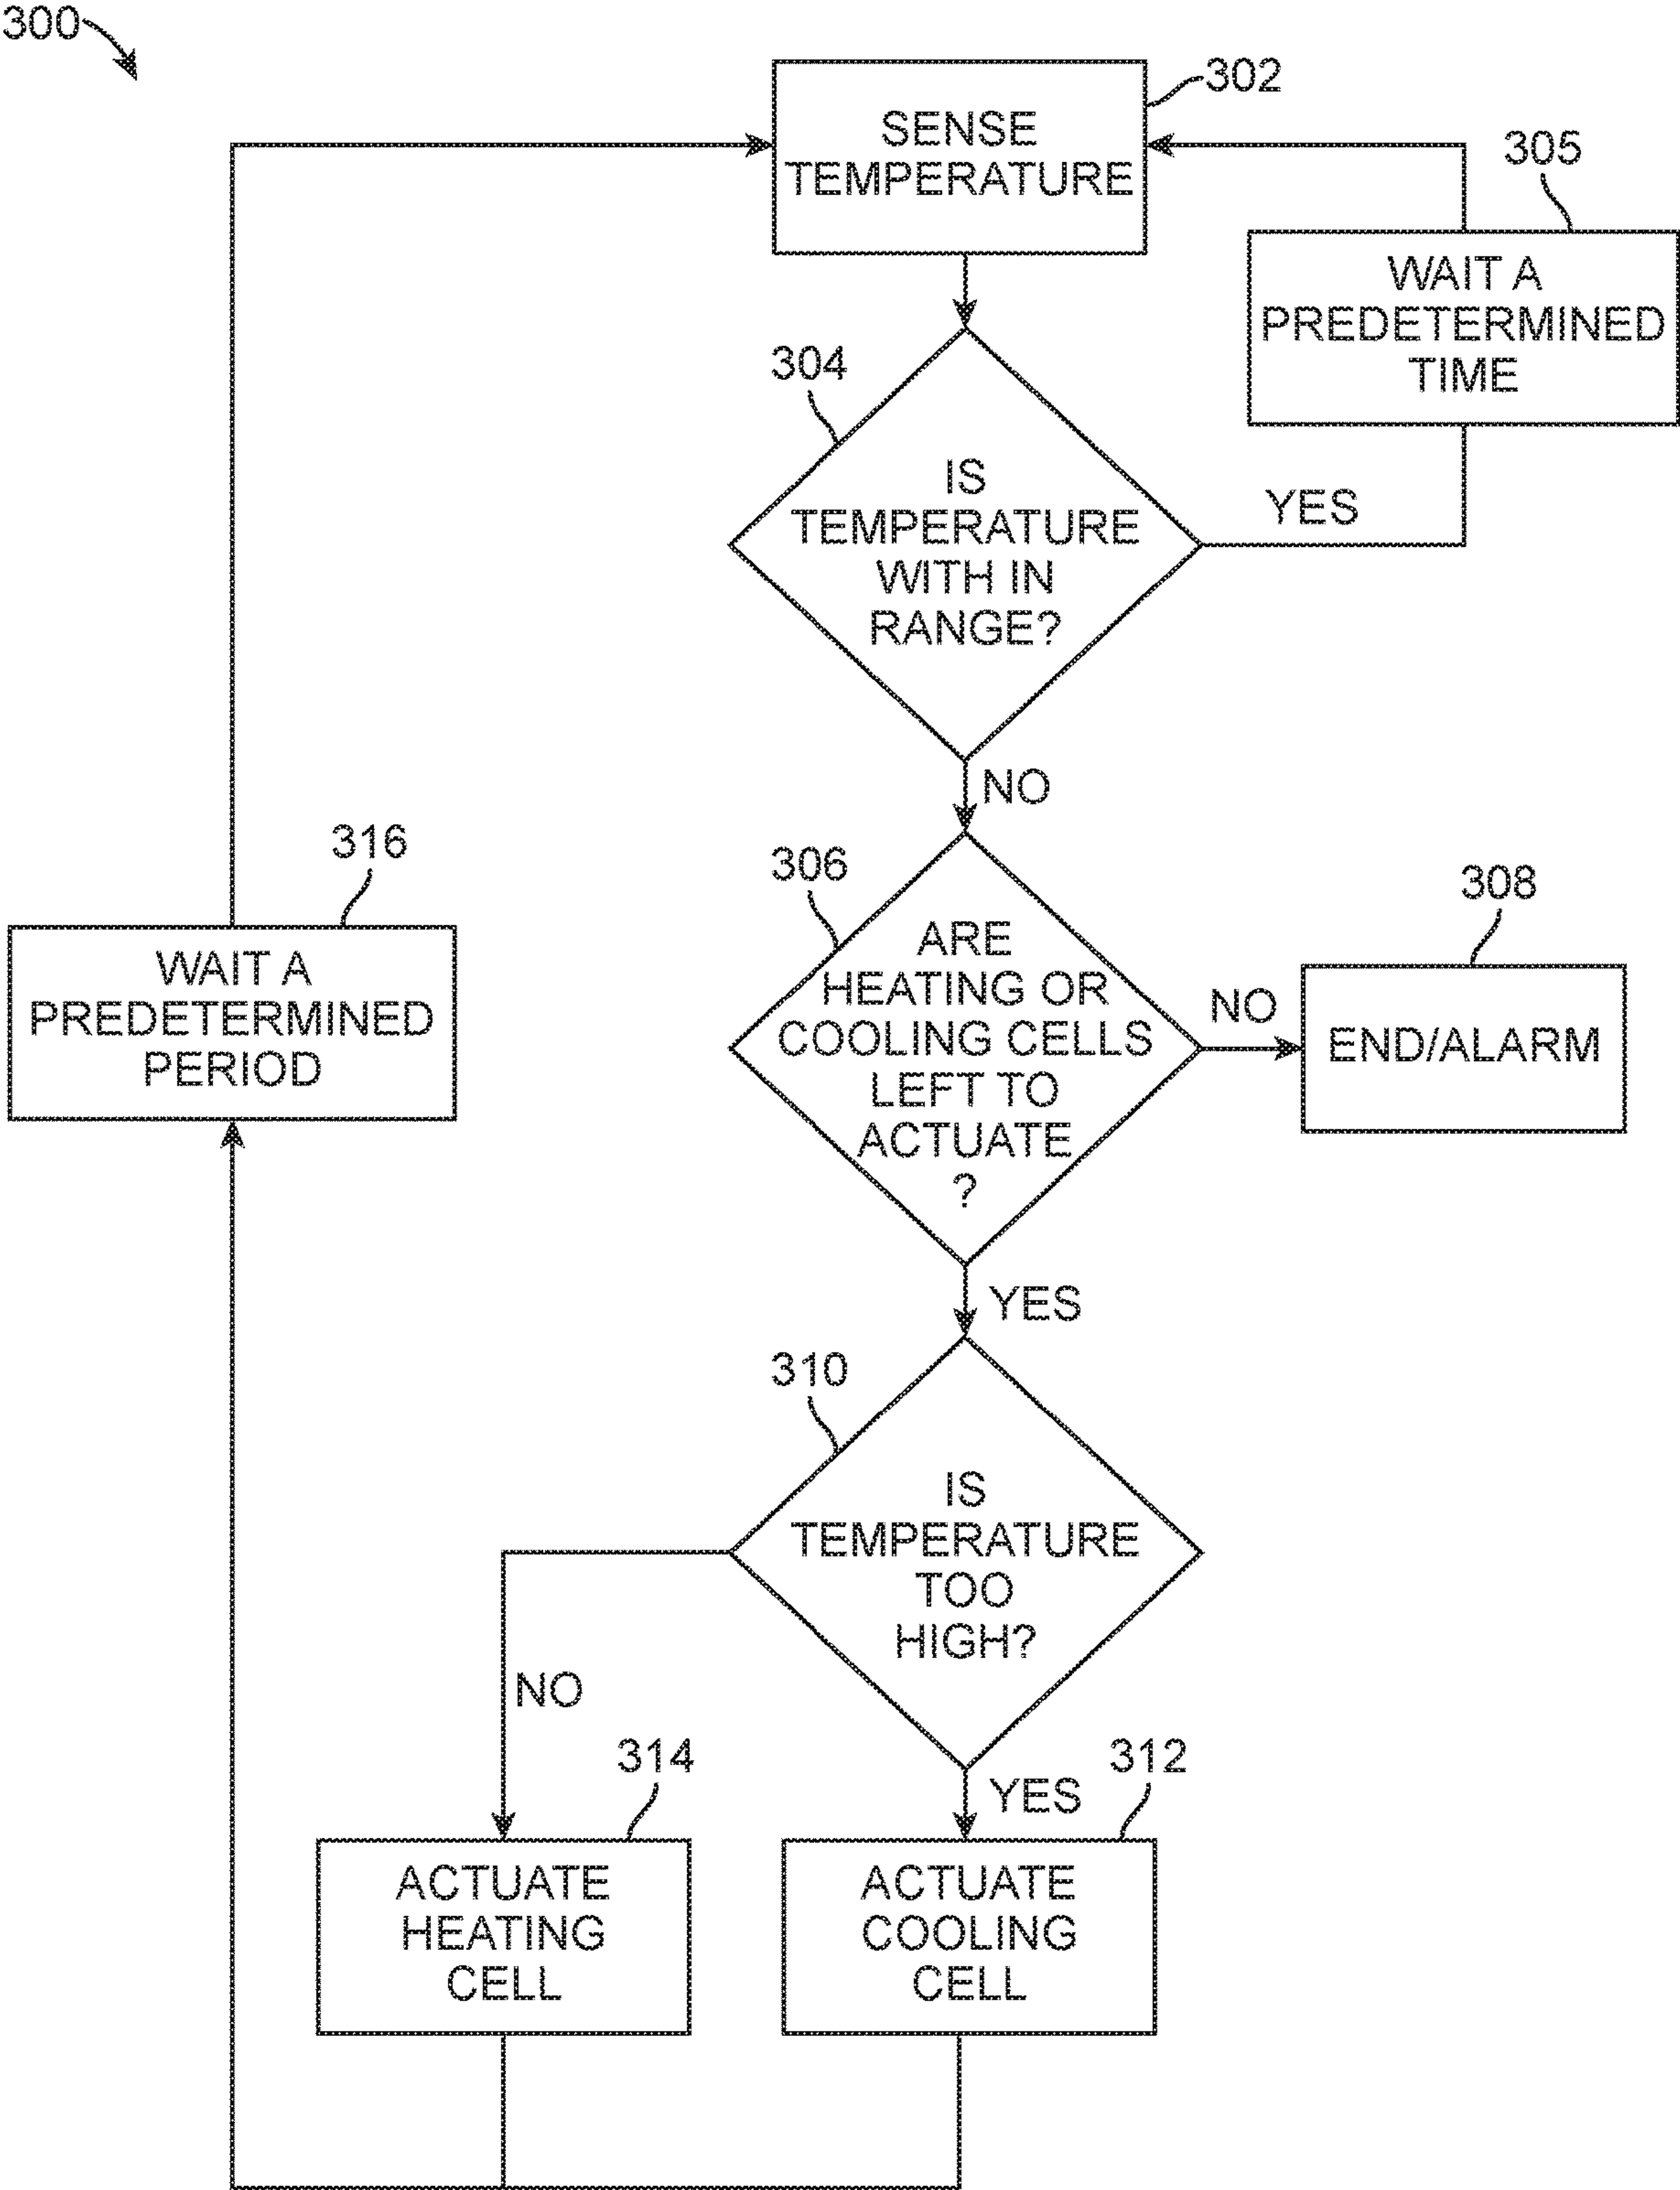 300
302
SENSE
TEMPERATURE
305
WAIT A
PREDETERMINED
TIME
304
IS
TEMPERATURE
WITH IN
RANGE?
YES
NO
316
WAIT A
PREDETERMINED
PERIOD
306
ARE
HEATING OR
COOLING CELLS
LEFT TO
ACTUATE
?
NO
308
END/ALARM
YES
310
IS
TEMPERATURE
TOO
HIGH?
NO
YES
314
ACTUATE
HEATING
CELL
312
ACTUATE
COOLING
CELL